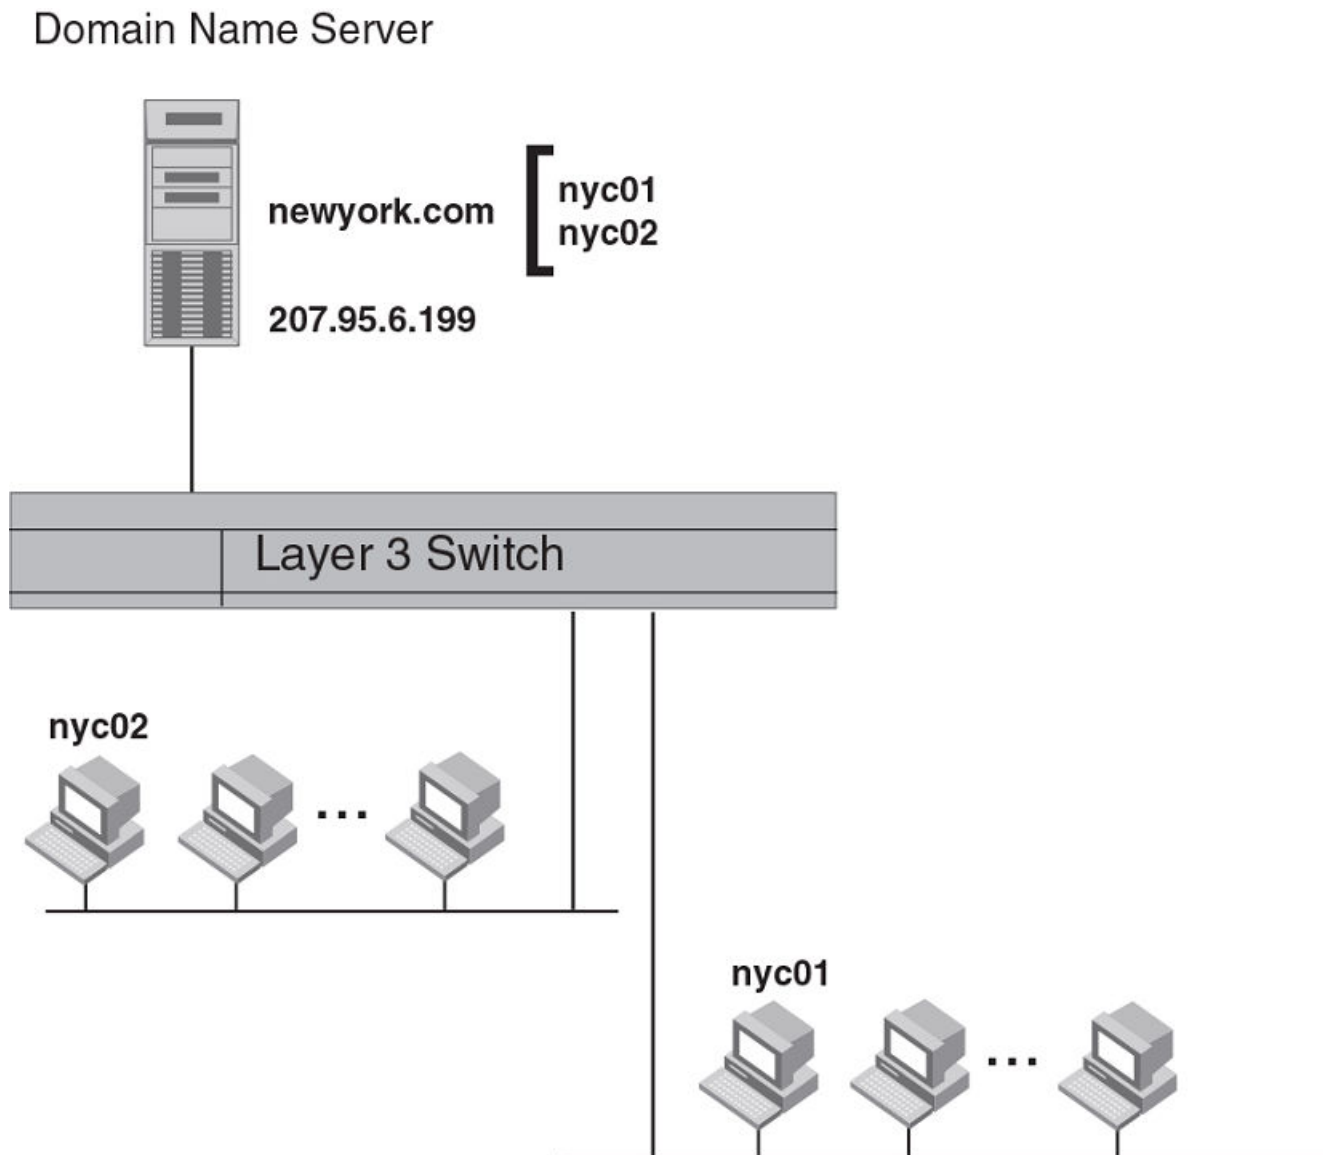 Domain Name Server
nyc01
newyork.com
nyc02
207.95.6.199
Layer 3 Switch
nyc02
...
nyc01
...